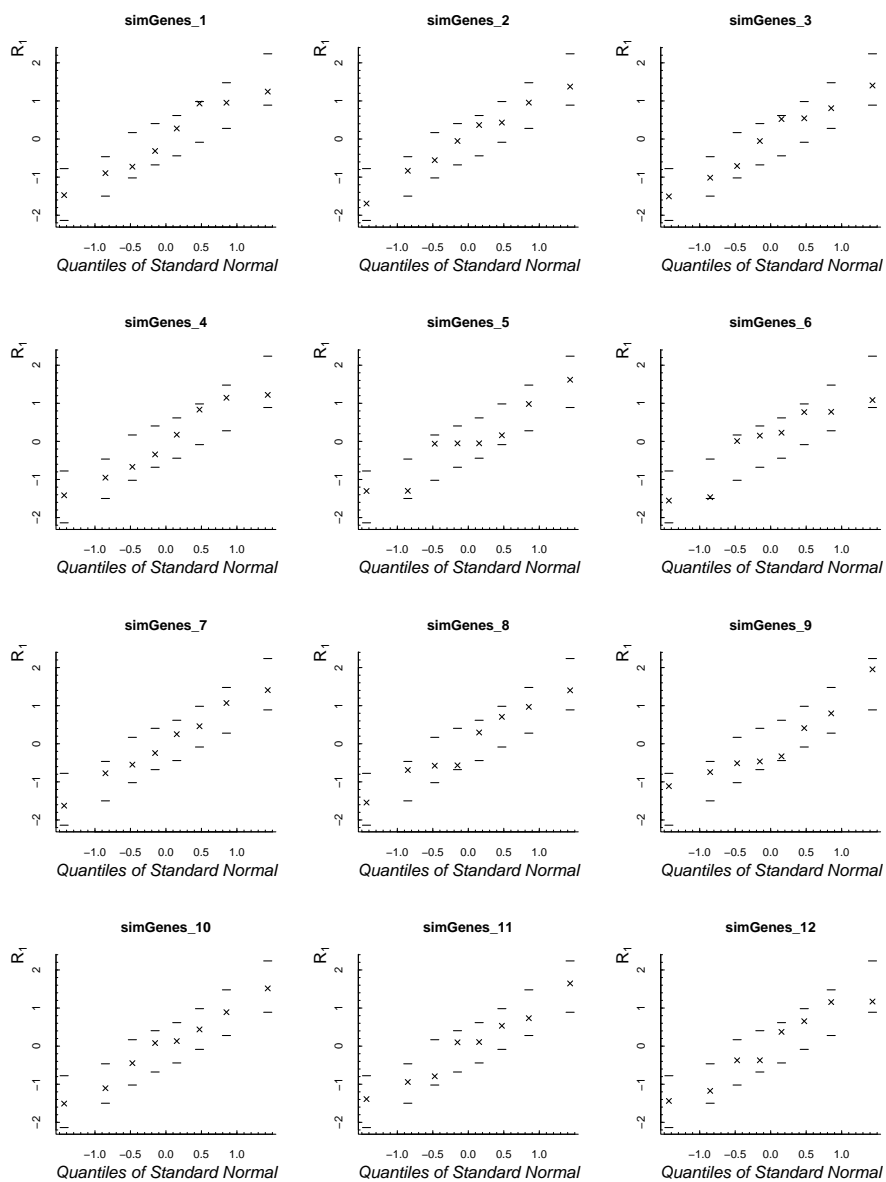 simGenes_1 simGenes_2 simGenes_3
R1 R1 R1
2 2 2
1 1 1
0 0 0
−1 −1 −1
−2 −2 −2
−1.0 −0.5 0.0 0.5 1.0 −1.0 −0.5 0.0 0.5 1.0 −1.0 −0.5 0.0 0.5 1.0
Quantiles of Standard Normal Quantiles of Standard Normal Quantiles of Standard Normal
simGenes_4 simGenes_5 simGenes_6
R1 R1 R1
2 2 2
1 1 1
0 0 0
−1 −1 −1
−2 −2 −2
−1.0 −0.5 0.0 0.5 1.0 −1.0 −0.5 0.0 0.5 1.0 −1.0 −0.5 0.0 0.5 1.0
Quantiles of Standard Normal Quantiles of Standard Normal Quantiles of Standard Normal
simGenes_7 simGenes_8 simGenes_9
R1 R1 R1
2 2 2
1 1 1
0 0 0
−1 −1 −1
−2 −2 −2
−1.0 −0.5 0.0 0.5 1.0 −1.0 −0.5 0.0 0.5 1.0 −1.0 −0.5 0.0 0.5 1.0
Quantiles of Standard Normal Quantiles of Standard Normal Quantiles of Standard Normal
simGenes_10 simGenes_11 simGenes_12
R1 R1 R1
2 2 2
1 1 1
0 0 0
−1 −1 −1
−2 −2 −2
−1.0 −0.5 0.0 0.5 1.0 −1.0 −0.5 0.0 0.5 1.0 −1.0 −0.5 0.0 0.5 1.0
Quantiles of Standard Normal Quantiles of Standard Normal Quantiles of Standard Normal